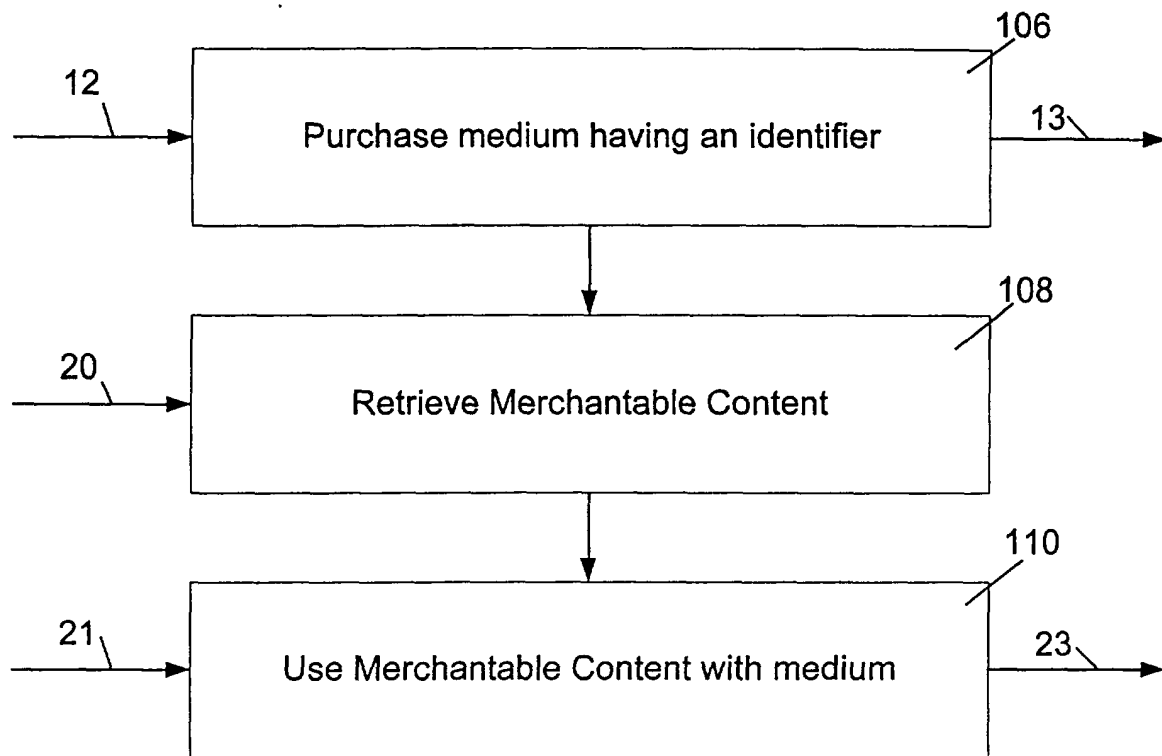 106
12
Purchase medium having an identifier
13
108
20
Retrieve Merchantable Content
110
21
Use Merchantable Content with medium
23